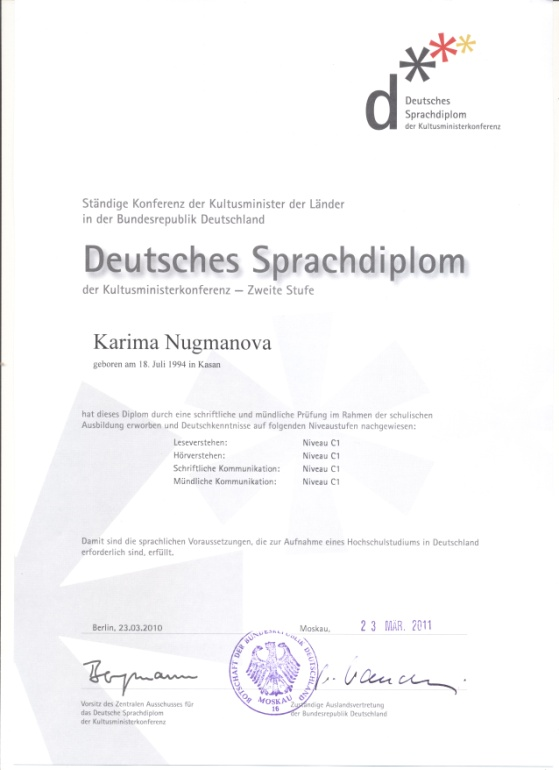 d
Deutsches
Sprachdiplom
der Kultusministerkonferenz
Ständige Konferenz der Kultusminister der Länder
in der Bundesrepublik Deutschland
Deutsches Sprachdiplom
der Kultusministerkonferenz – Zweite Stufe
Karima Nugmanova
geboren am 18. Juli 1994 in Kasan
hat dieses Diplom durch eine schriftliche und mündliche Prüfung im Rahmen der schulischen
Ausbildung erworben und Deutschkenntnisse auf folgenden Niveaustufen nachgewiesen:
Leseverstehen: Niveau C1
Hörverstehen: Niveau C1
Schriftliche Kommunikation: Niveau C1
Mündliche Kommunikation: Niveau C1
Damit sind die sprachlichen Voraussetzungen, die zur Aufnahme eines Hochschulstudiums in Deutschland
erforderlich sind, erfüllt.
Berlin, 23.03.2010 Moskau, 23 MÄR. 2011
BOTSCHAFT DER BUNDESREPUBLIK DEUTSCHLAND
MOSKAU
16
Bergmann
Vorsitz des Zentralen Ausschusses für
das Deutsche Sprachdiplom
der Kultusministerkonferenz
Zuständige Auslandsvertretung
der Bundesrepublik Deutschland